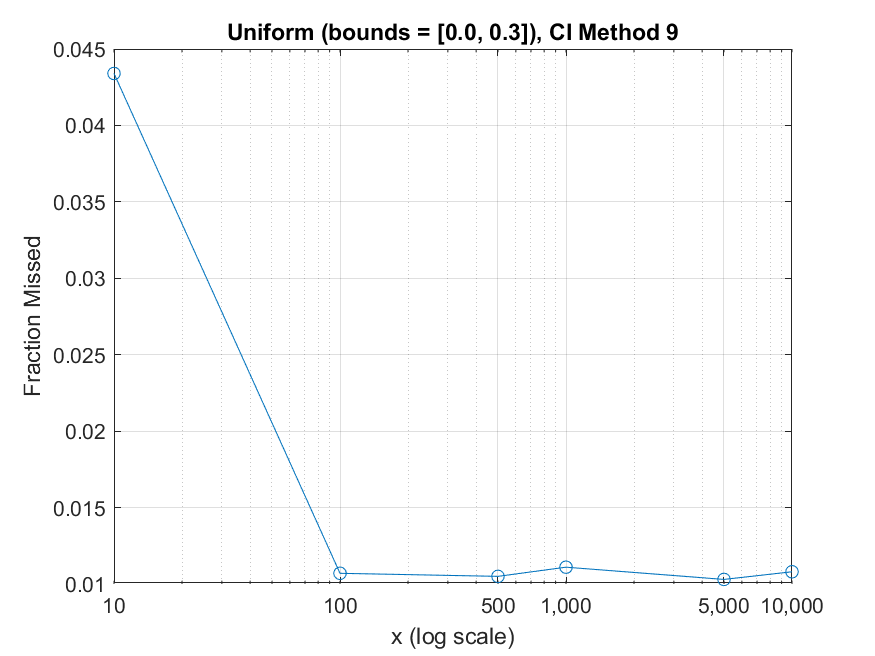 Uniform (bounds = [0.0, 0.3]), CI Method 9
0.045
0.04
0.035
0.03
0.025
0.02
0.015
0.01
Fraction Missed
10 100 500 1,000 5,000 10,000
x (log scale)